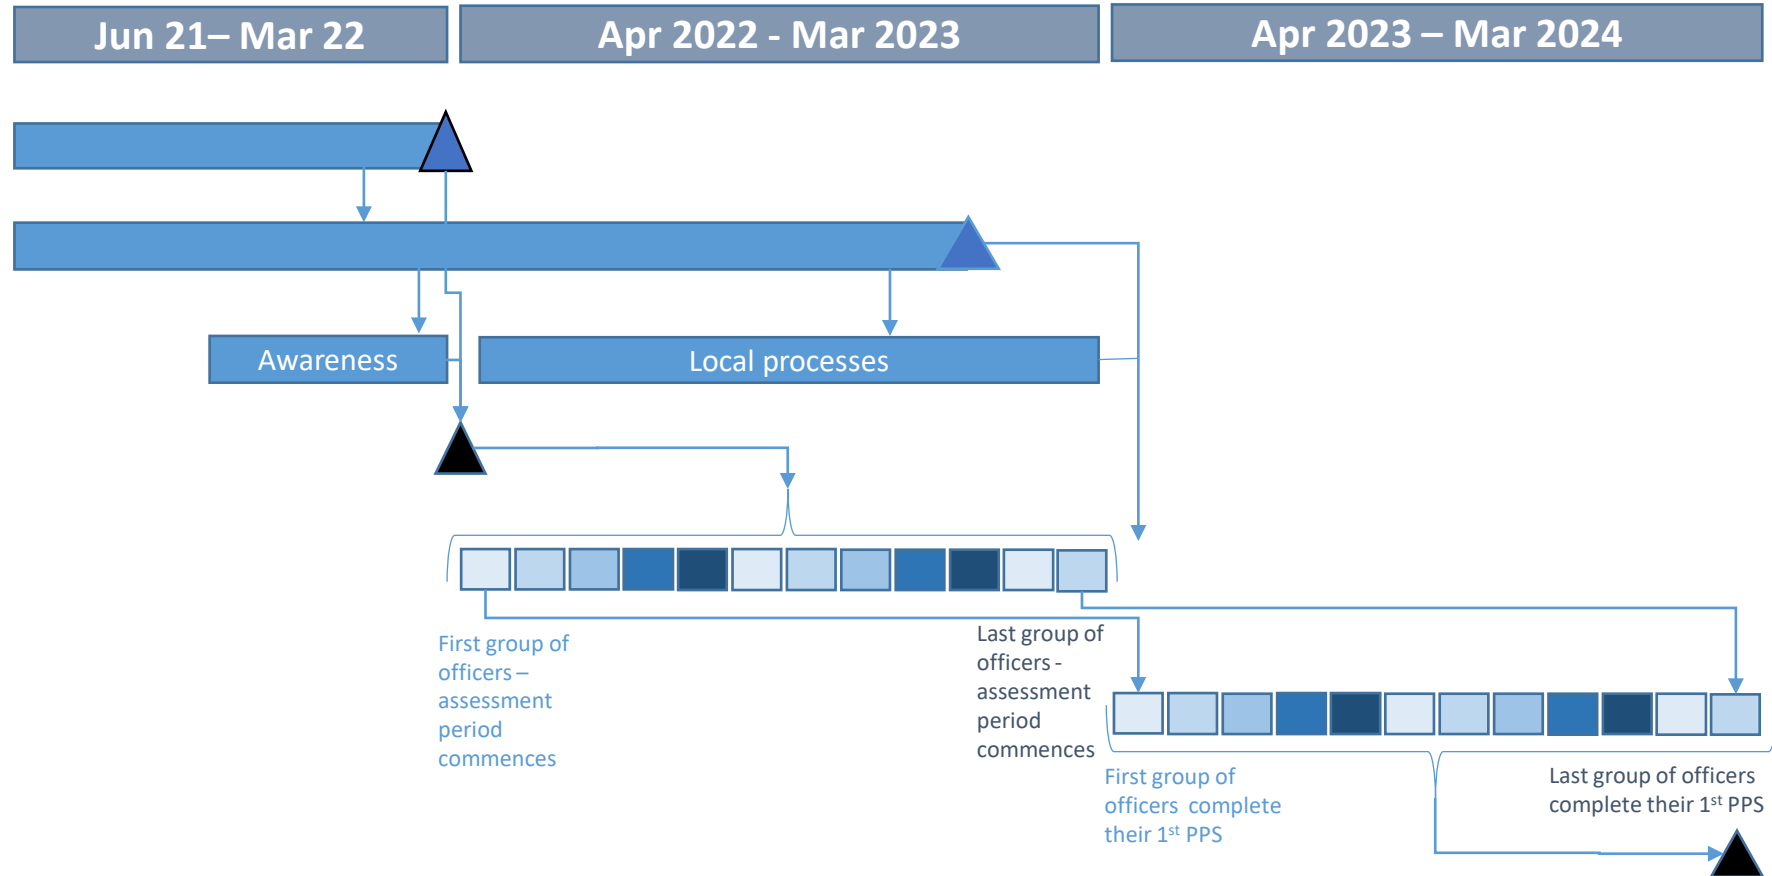 Jun 21– Mar 22
Apr 2022 - Mar 2023
Apr 2023 – Mar 2024
Awareness
Local processes
First group of
officers –
assessment
period
commences
Last group of
officers -
assessment
period
commences
First group of
officers complete
their 1st PPS
Last group of officers
complete their 1st PPS